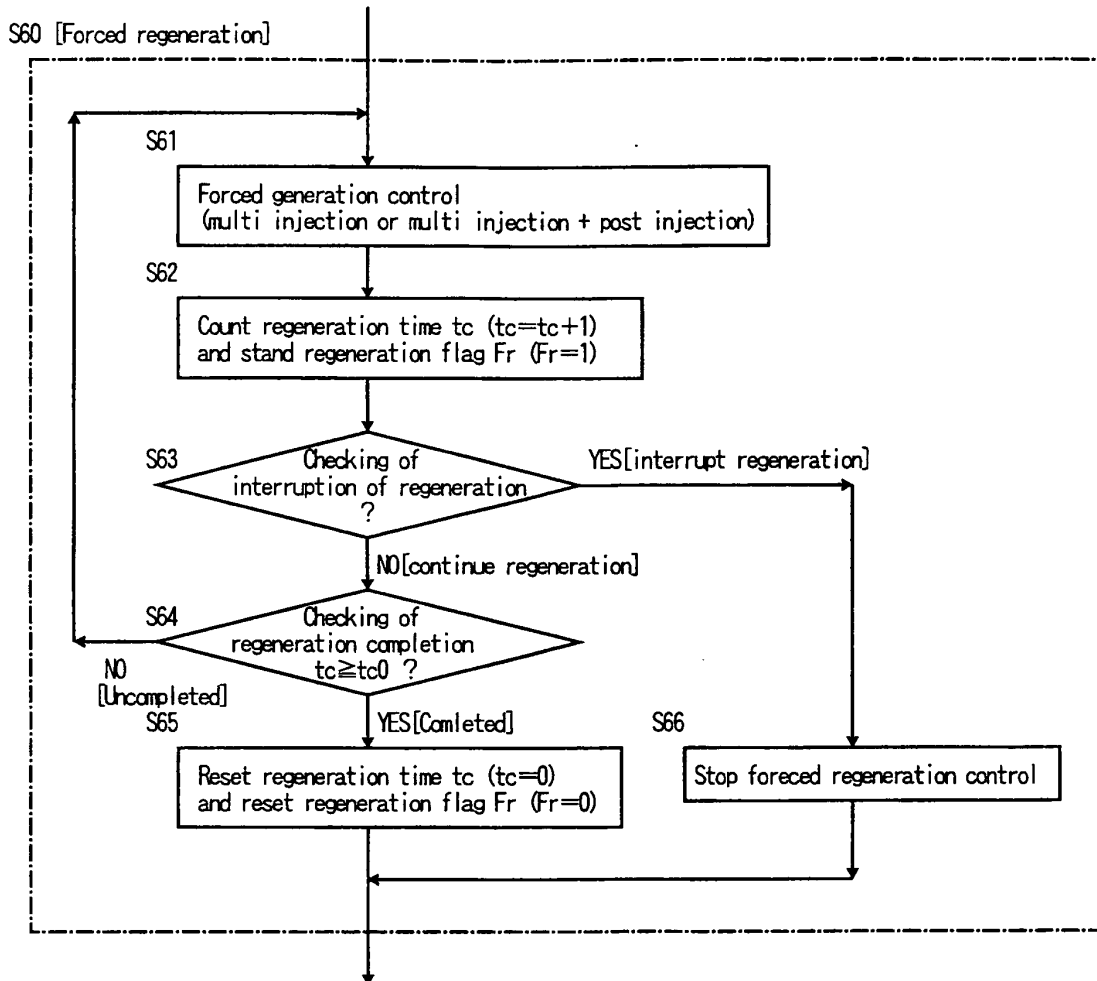 S60 [Forced regeneration]
S61
Forced generation control
(multi injection or multi injection + post injection)
S62
Count regeneration time tc (tc=tc+1)
and stand regeneration flag Fr (Fr=1)
S63
Checking of
interruption of regeneration
?
YES[interrupt regeneration]
NO[continue regeneration]
S64
Checking of
regeneration completion
tc≧tc0 ?
NO
[Uncompleted]
S65
YES[Comleted]
S66
Reset regeneration time tc (tc=0)
and reset regeneration flag Fr (Fr=0)
Stop foreced regeneration control